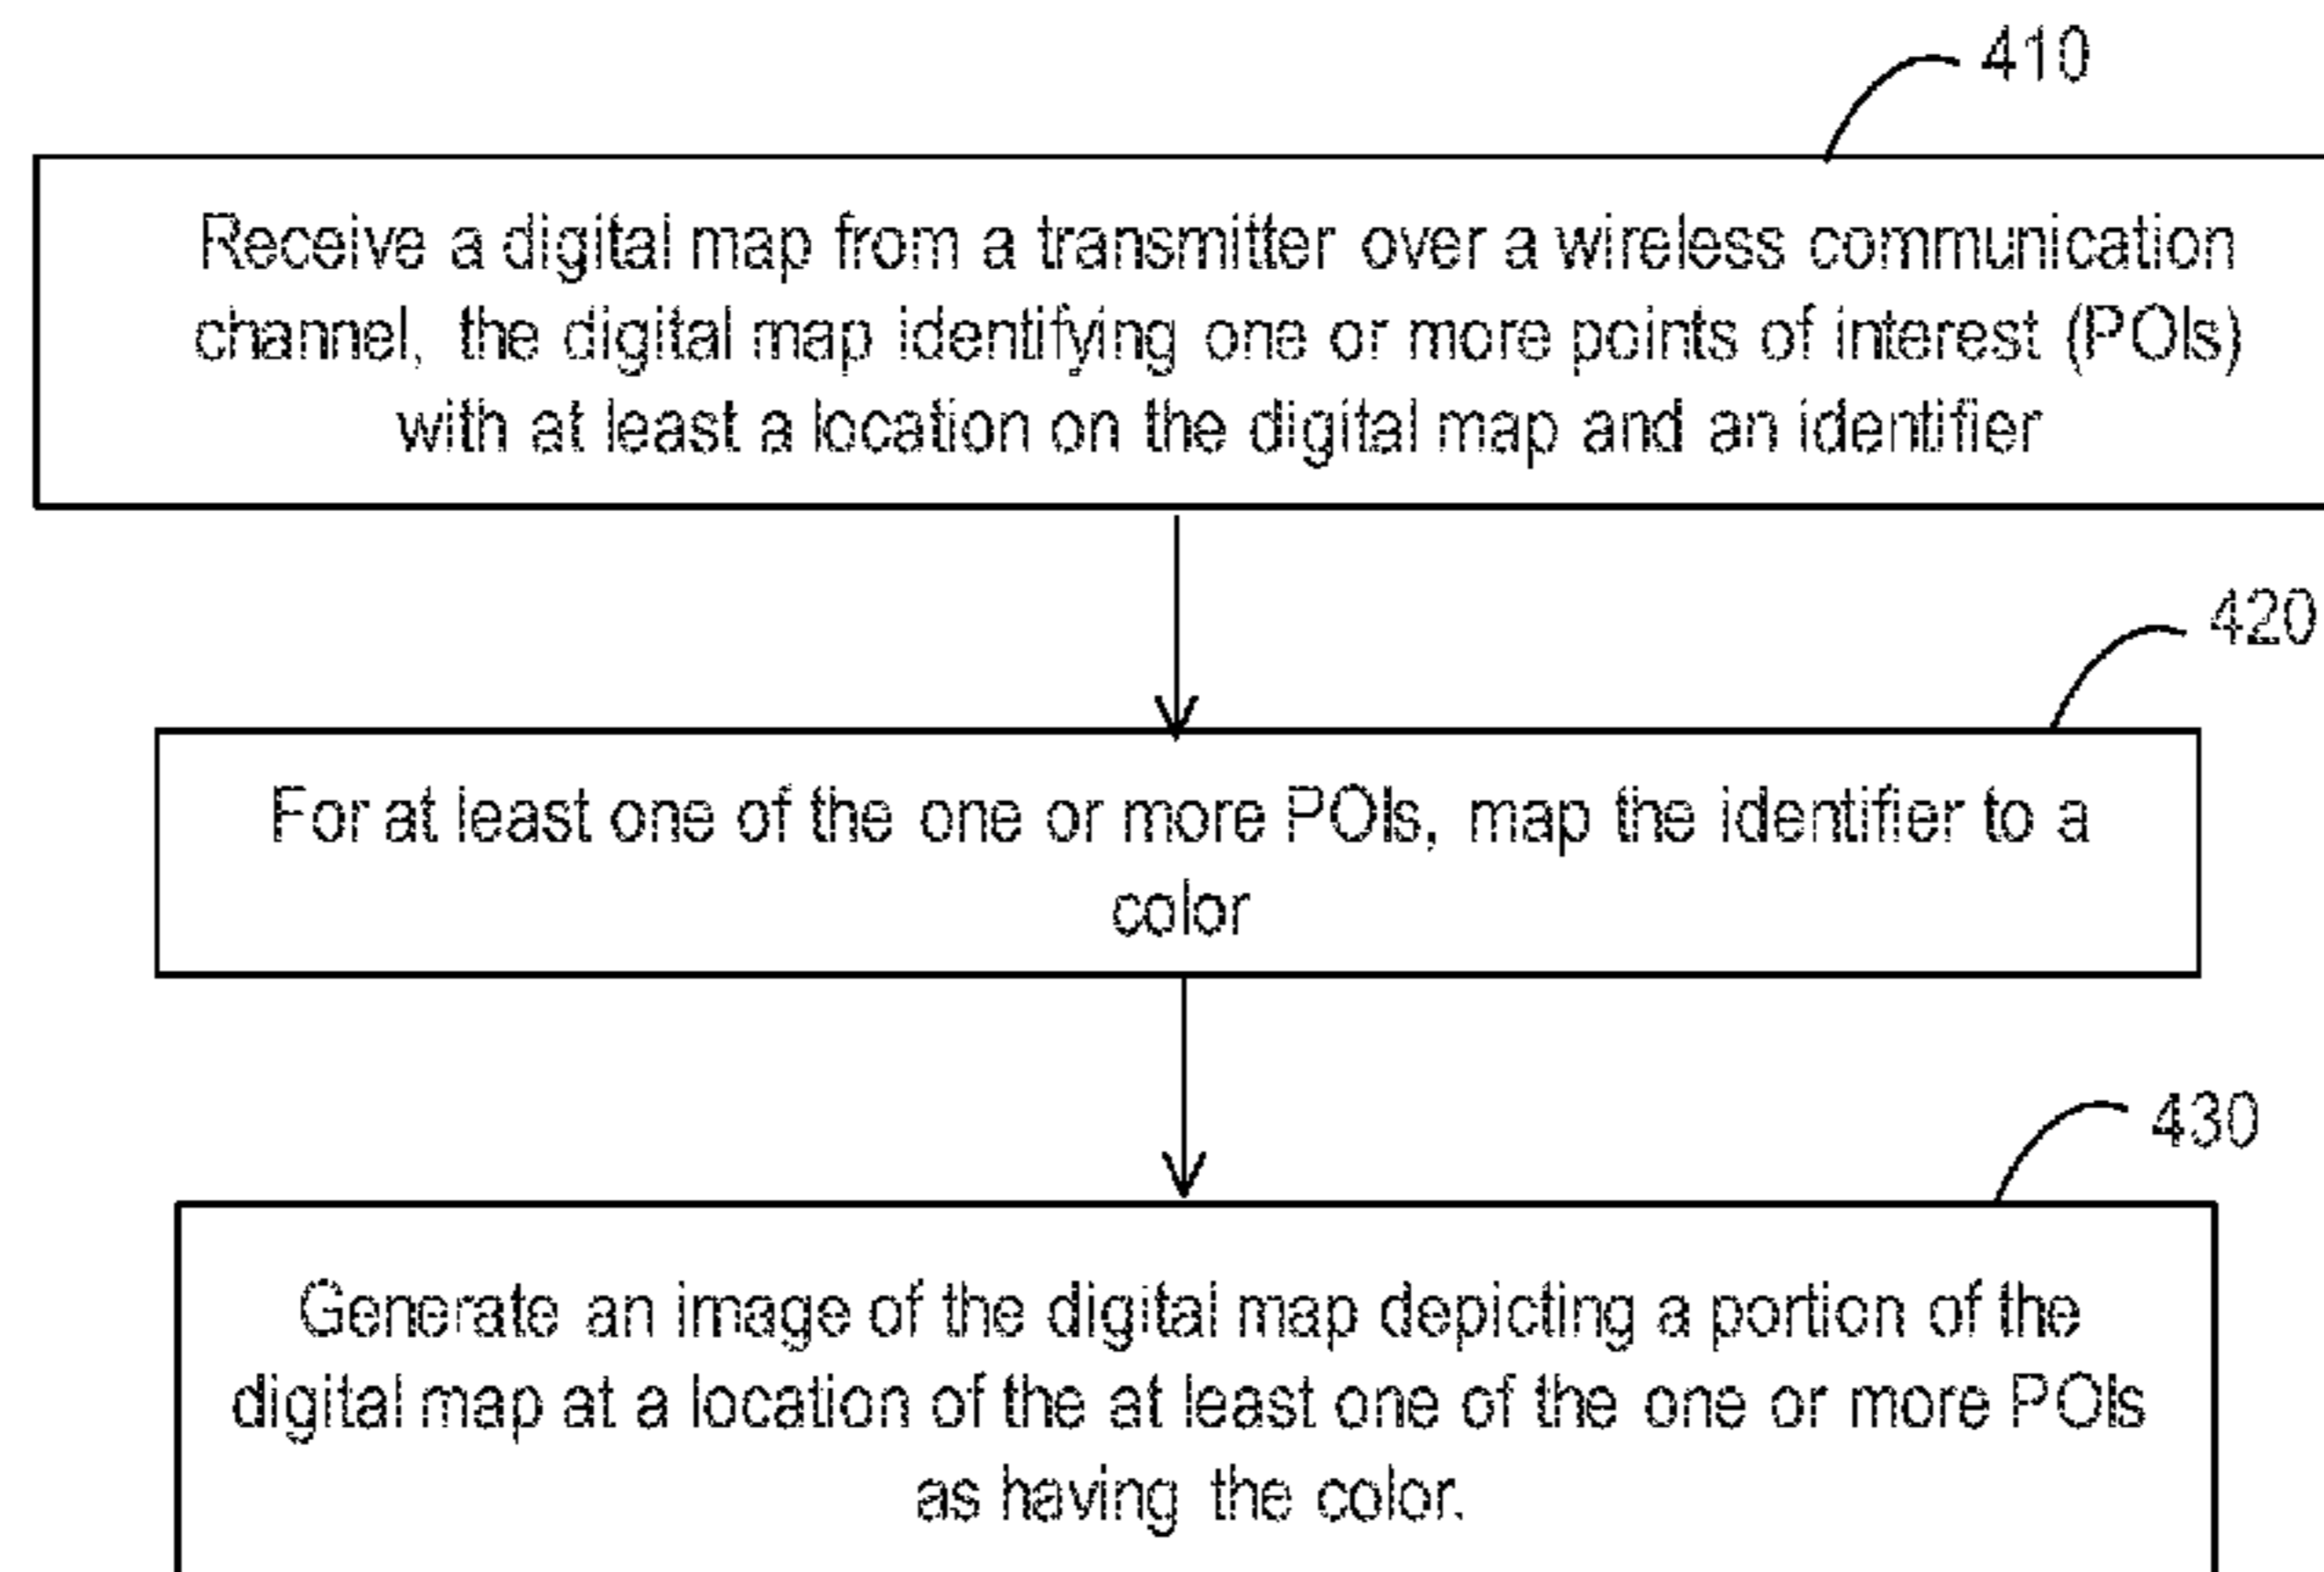 410
Receive a digital map from a transmitter over a wireless communication
channel, the digital map identifying one or more points of interest (POIs)
with at least a location on the digital map and an identifier
420
For at least one of the one or more POIs, map the identifier to a
color
430
Generate an image of the digital map depicting a portion of the
digital map at a location of the at least one of the one or more POIs
as having the color.